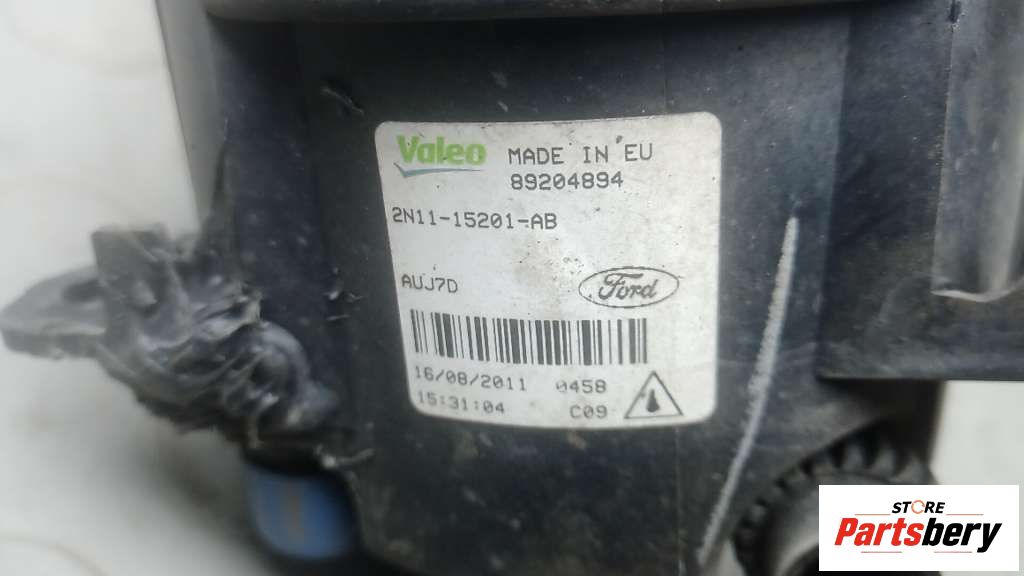 Valeo MADE IN EU
89204894
2N11-15201-AB
AUJ7D
Ford
16/08/2011 0458
15:31:04 C09
STORE
Partsbery